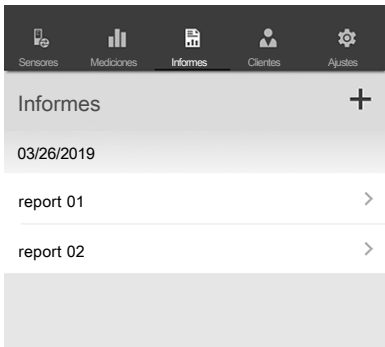 Sensores Mediciones Informes Clientes Ajustes
Informes
03/26/2019
report 01
report 02